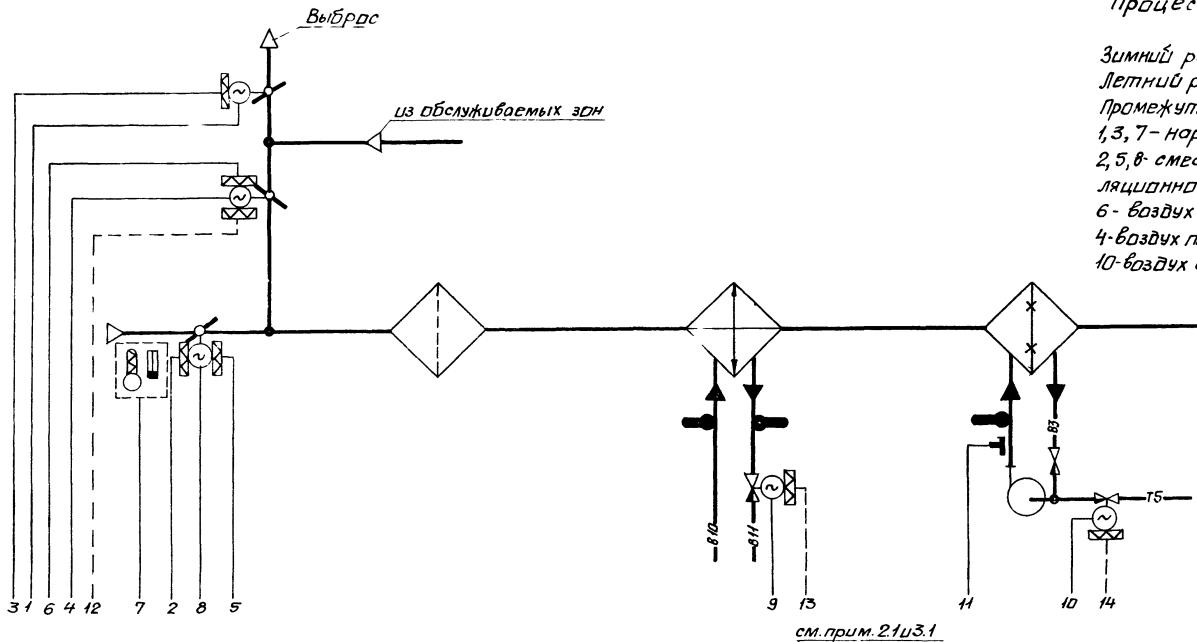 Процес
Выброс
Зимний р
Летний р
Промежут
1,3,7- нар
2,5,8- смес
ляционно
6- воздух
4-воздух п
10-воздух
из обслуживаемых зон
В10
В11
В3
Т5
3 1 6 4 12 7 2 8 5 9 13 11 10 14
см.прим.2.1и3.1